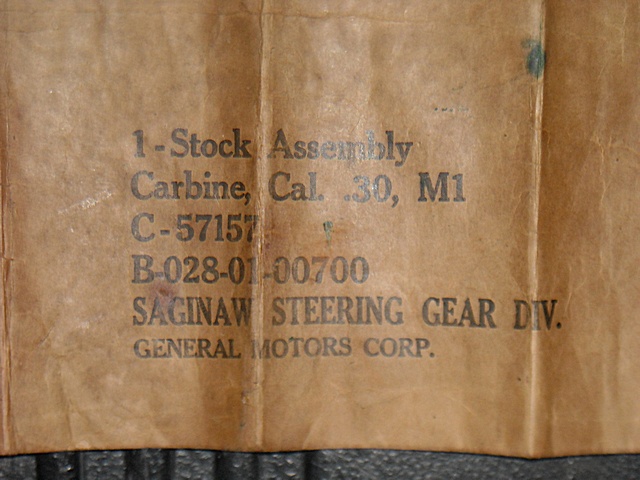 1-Stock Assembly
Carbine, Cal. .30, M1
C-57157
B-028-01-00700
SAGINAW STEERING GEAR DIV.
GENERAL MOTORS CORP.